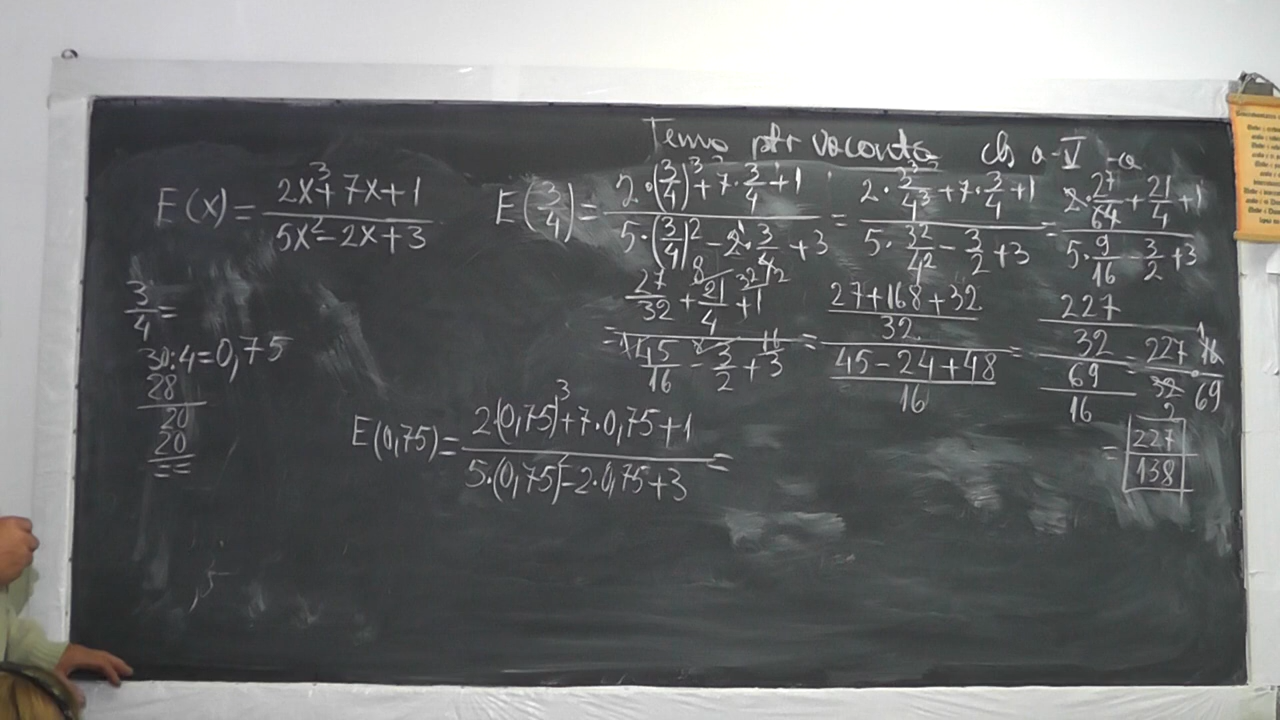 Tema ptr vacanta cls a-V-a
E(x) = (2x³+7x+1)/(5x²-2x+3)
E(3/4) = (2·(3/4)³+7·3/4+1)/(5·(3/4)²-2·3/4+3) = (2·3³/4³+7·3/4+1)/(5·3²/4²-3/2+3) = (2·27/64+21/4+1)/(5·9/16-3/2+3)
= (27/32+21/4+1)/(45/16-3/2+3) = ((27+168+32)/32)/((45-24+48)/16) = (227/32)/(69/16) = 227/32·16/69
= 227/138
3/4=
30:4=0,75
28
20
20
==
E(0,75)=(2(0,75)³+7·0,75+1)/(5·(0,75)²-2·0,75+3)=